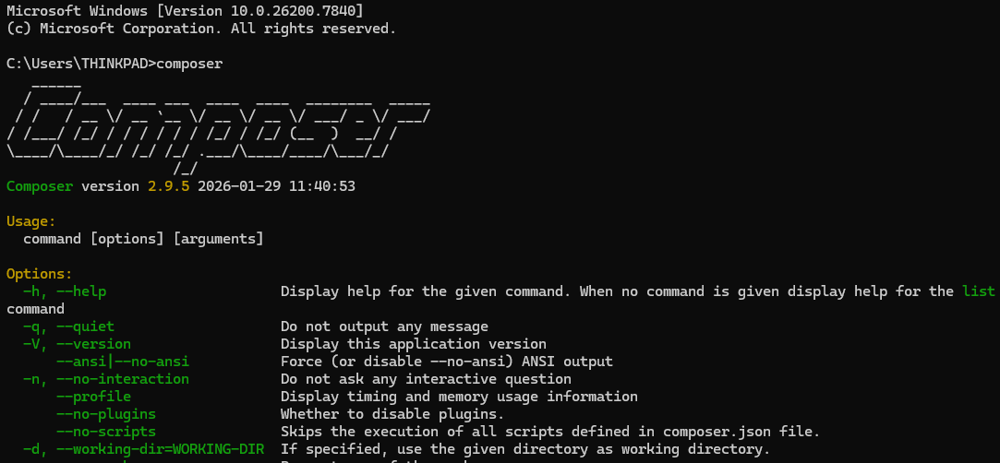 Microsoft Windows [Version 10.0.26200.7840]
(c) Microsoft Corporation. All rights reserved.
C:\Users\THINKPAD>composer
   ______
  / ____/___  ____ ___  ____  ____  ________  _____
 / /   / __ \/ __ `__ \/ __ \/ __ \/ ___/ _ \/ ___/
/ /___/ /_/ / / / / / / /_/ / /_/ (__  )  __/ /
\____/\____/_/ /_/ /_/ .___/\____/____/\___/_/
                    /_/
Composer version 2.9.5 2026-01-29 11:40:53
Usage:
  command [options] [arguments]
Options:
  -h, --help                     Display help for the given command. When no command is given display help for the list
command
  -q, --quiet                    Do not output any message
  -V, --version                  Display this application version
      --ansi|--no-ansi           Force (or disable --no-ansi) ANSI output
  -n, --no-interaction           Do not ask any interactive question
      --profile                  Display timing and memory usage information
      --no-plugins               Whether to disable plugins.
      --no-scripts               Skips the execution of all scripts defined in composer.json file.
  -d, --working-dir=WORKING-DIR  If specified, use the given directory as working directory.